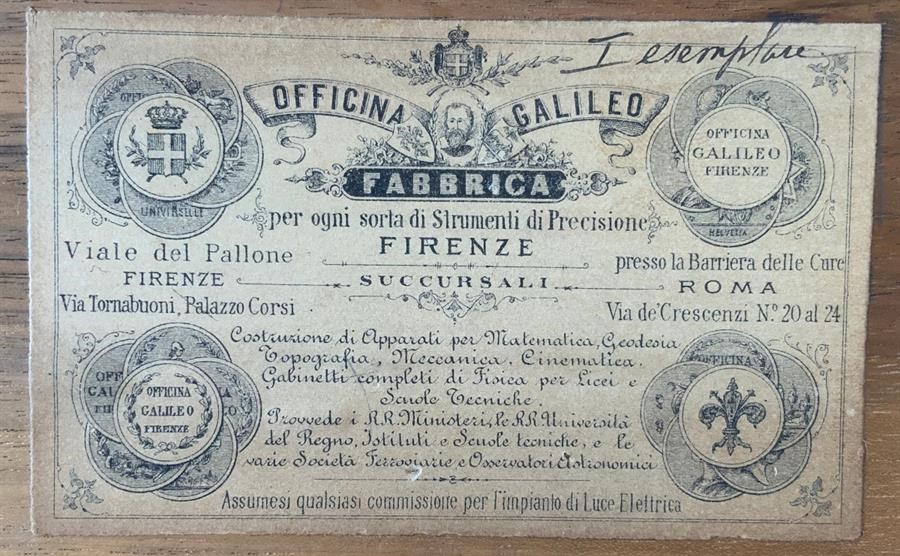 I esemplare
OFFICINA GALILEO
FABBRICA
per ogni sorta di Strumenti di Precisione
FIRENZE
Viale del Pallone
presso la Barriera delle Cure
SUCCURSALI
FIRENZE
ROMA
Via Tornabuoni, Palazzo Corsi
Via de' Crescenzi N.º 20 al 24
Costruzione di Apparati per Matematica, Geodesia
Topografia, Meccanica, Cinematica.
Gabinetti completi di Fisica per Licei e
Scuole Tecniche.
Provvede i R.R. Ministeri, le R.R. Università
del Regno, Istituti e Scuole tecniche, e le
varie Società Ferroviarie e Osservatori Astronomici
Assumesi qualsiasi commissione per l'impianto di Luce Elettrica
UNIVERSELLE
OFFICINA
GALILEO
FIRENZE
HELVETIA
OFFICINA
GALILEO
FIRENZE
OFFICINA